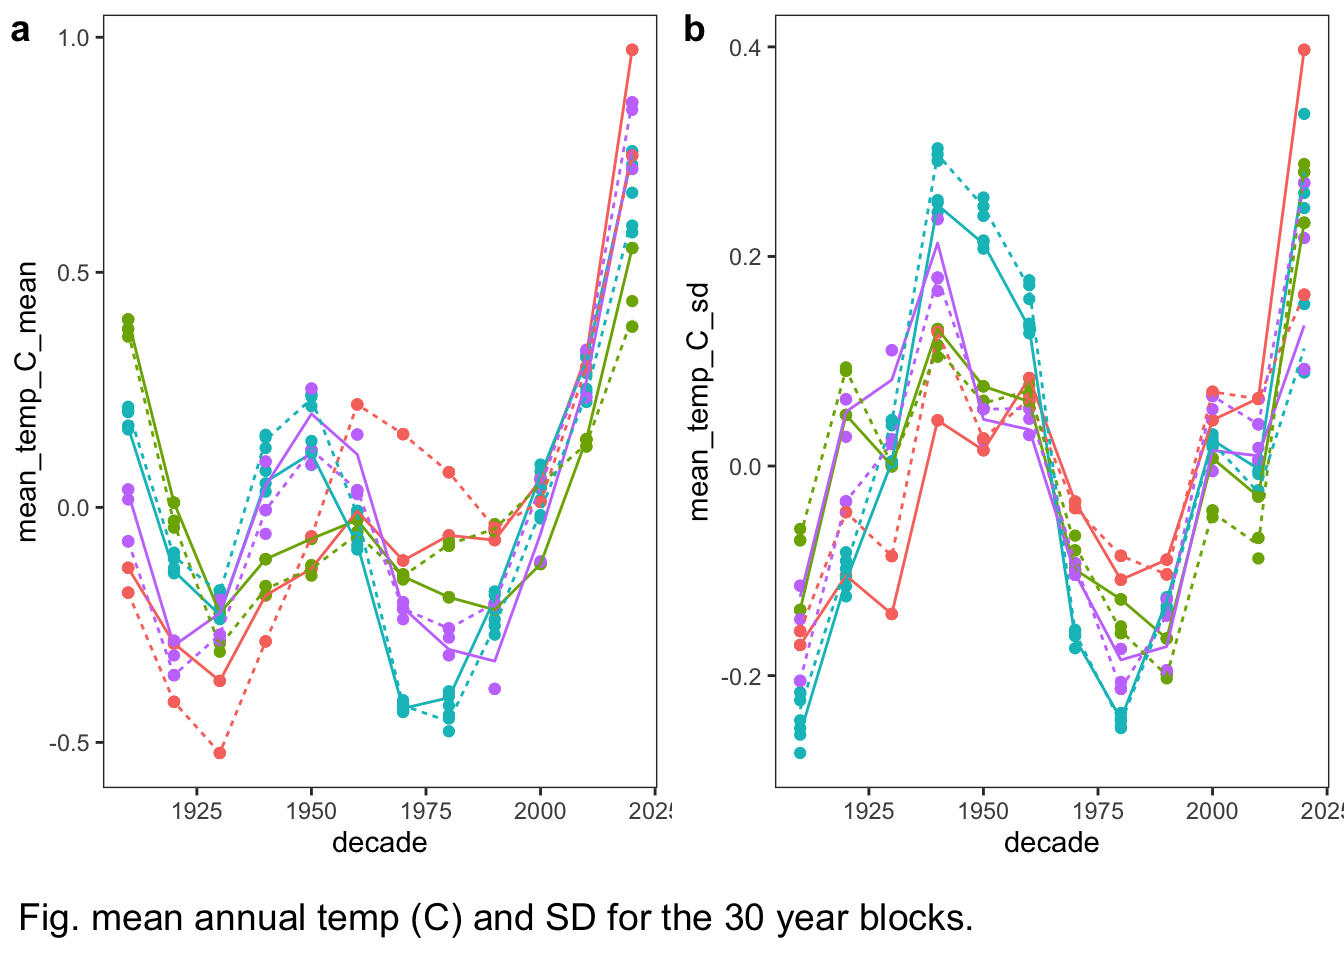 a
b
mean_temp_C_mean
1.0
0.5
0.0
-0.5
1925
1950
1975
2000
2025
decade
mean_temp_C_sd
0.4
0.2
0.0
-0.2
1925
1950
1975
2000
2025
decade
Fig. mean annual temp (C) and SD for the 30 year blocks.